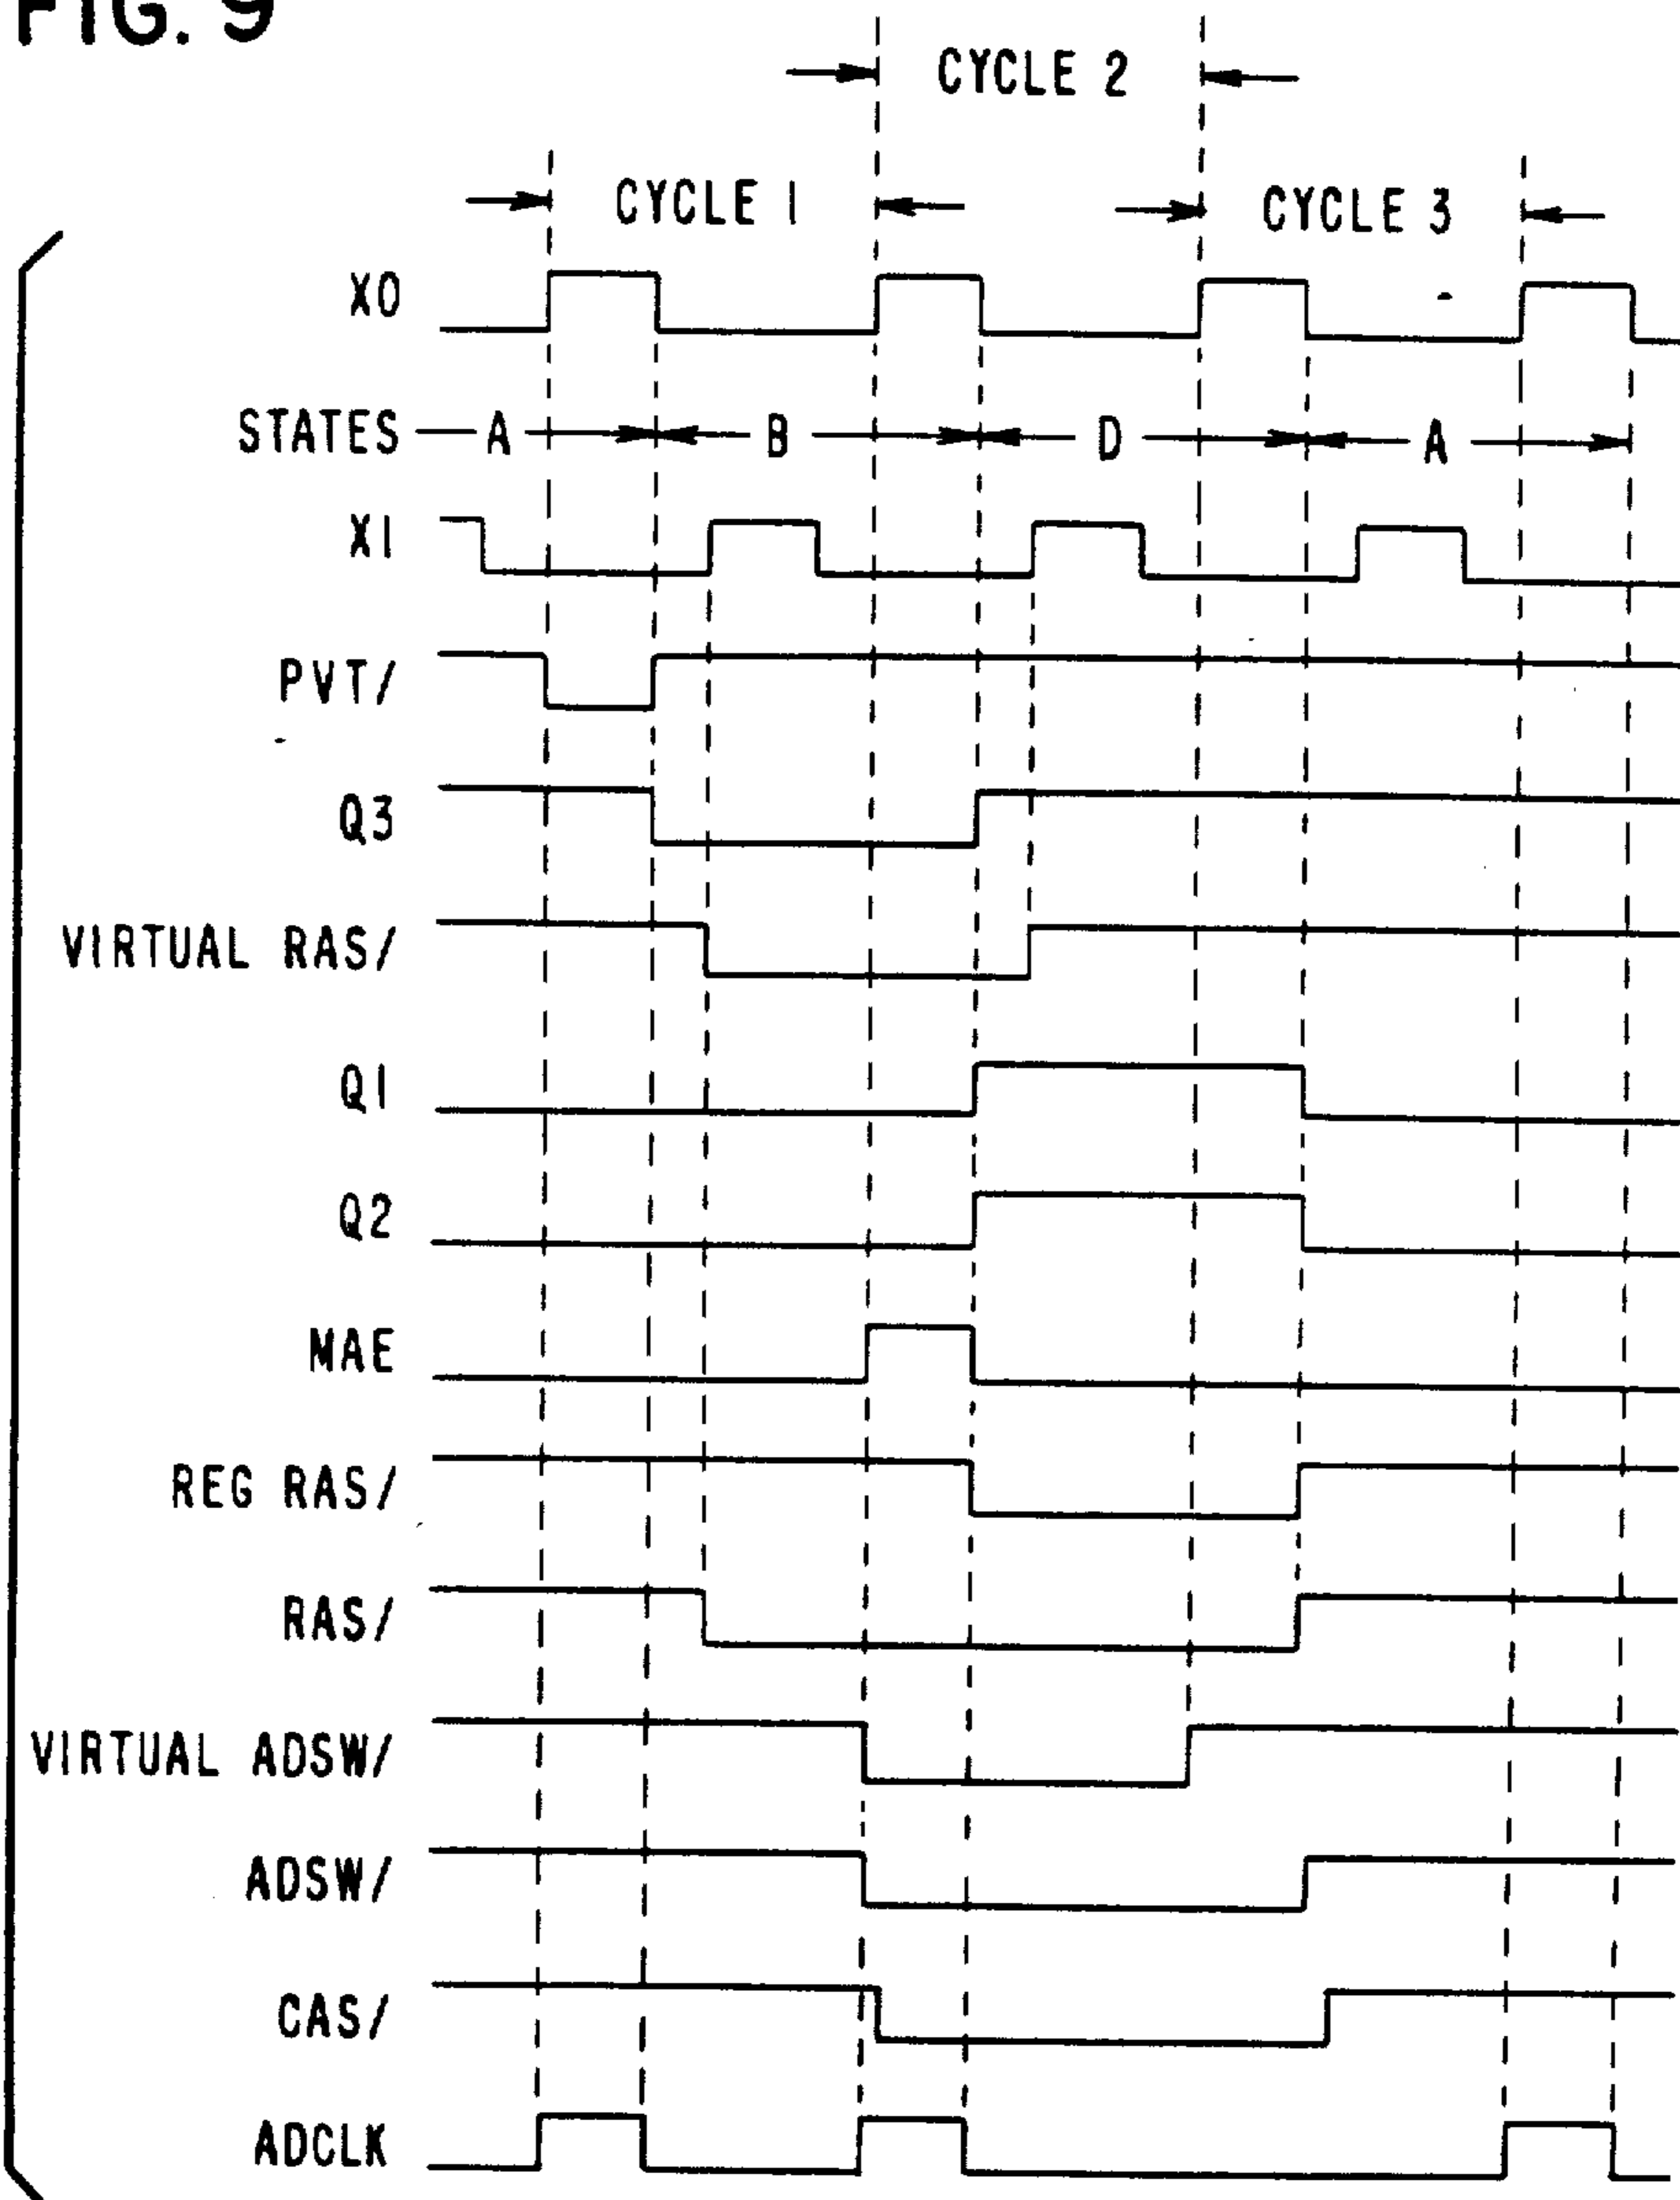 FIG. 9
CYCLE 2
CYCLE 1
CYCLE 3
X0
STATES A B D A
X1
PVT/
Q3
VIRTUAL RAS/
Q1
Q2
MAE
REG RAS/
RAS/
VIRTUAL ADSW/
ADSW/
CAS/
ADCLK